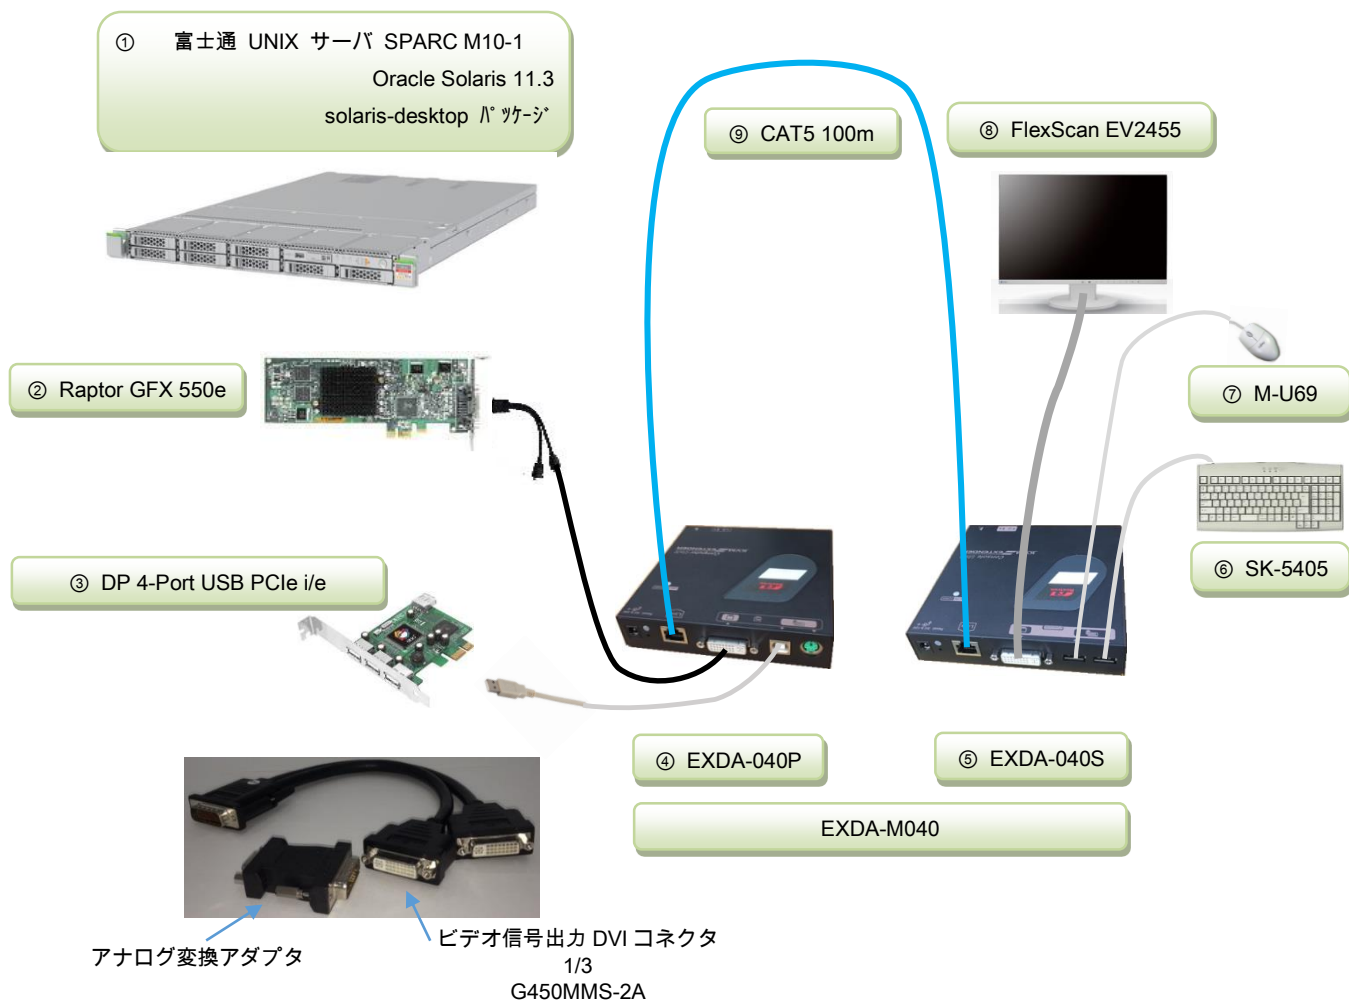 ① 富士通 UNIX サーバ SPARC M10-1
Oracle Solaris 11.3
solaris-desktop ﾊﾟｯｹｰｼﾞ
⑨ CAT5 100m
⑧ FlexScan EV2455
② Raptor GFX 550e
⑦ M-U69
③ DP 4-Port USB PCIe i/e
⑥ SK-5405
④ EXDA-040P
⑤ EXDA-040S
EXDA-M040
アナログ変換アダプタ
ビデオ信号出力 DVI コネクタ
1/3
G450MMS-2A